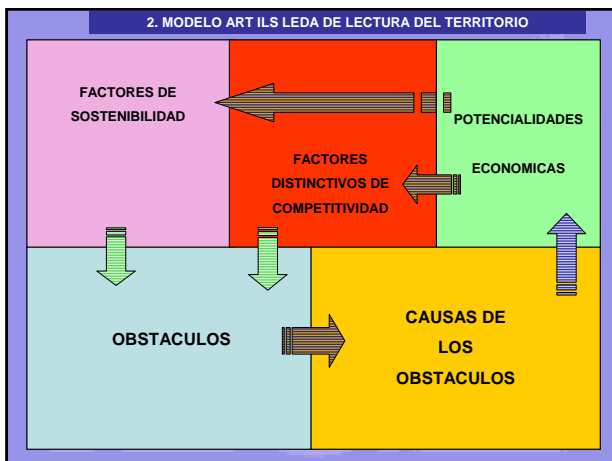 2. MODELO ART ILS LEDA DE LECTURA DEL TERRITORIO
FACTORES DE
SOSTENIBILIDAD
FACTORES
DISTINCTIVOS DE
COMPETITIVIDAD
POTENCIALIDADES
ECONOMICAS
OBSTACULOS
CAUSAS DE
LOS
OBSTACULOS